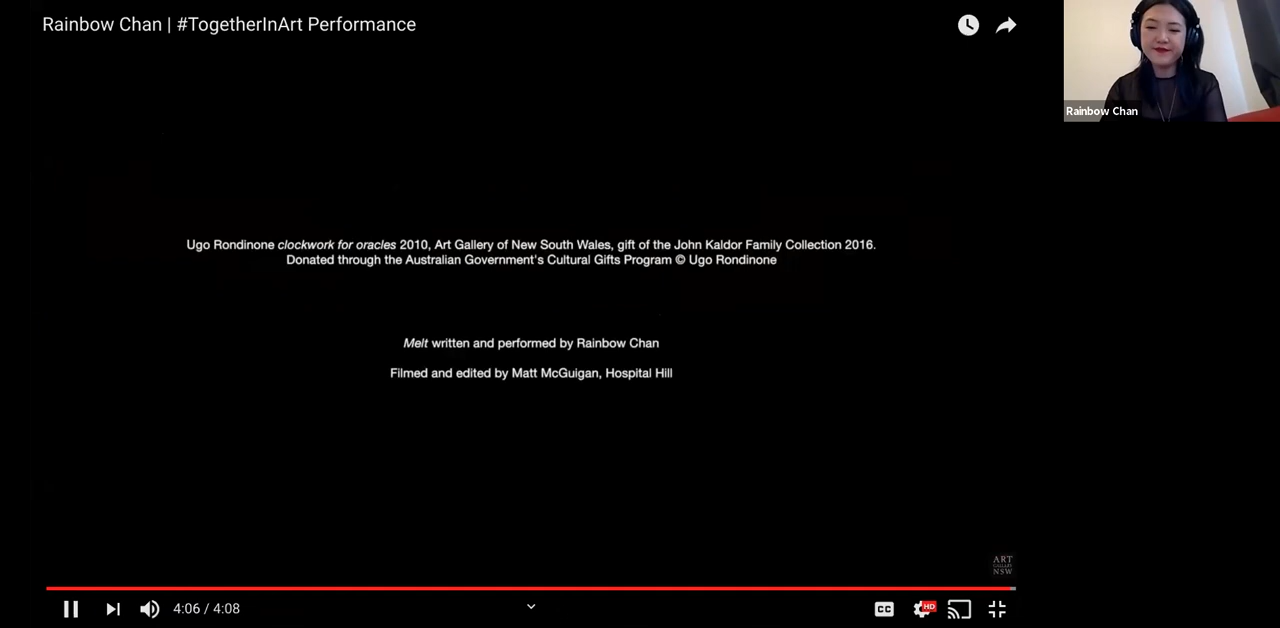 Rainbow Chan | #TogetherInArt Performance
Rainbow Chan
Ugo Rondinone clockwork for oracles 2010, Art Gallery of New South Wales, gift of the John Kaldor Family Collection 2016.
Donated through the Australian Government's Cultural Gifts Program © Ugo Rondinone
Melt written and performed by Rainbow Chan
Filmed and edited by Matt McGuigan, Hospital Hill
ART
GALLERY
NSW
4:06 / 4:08
CC
HD